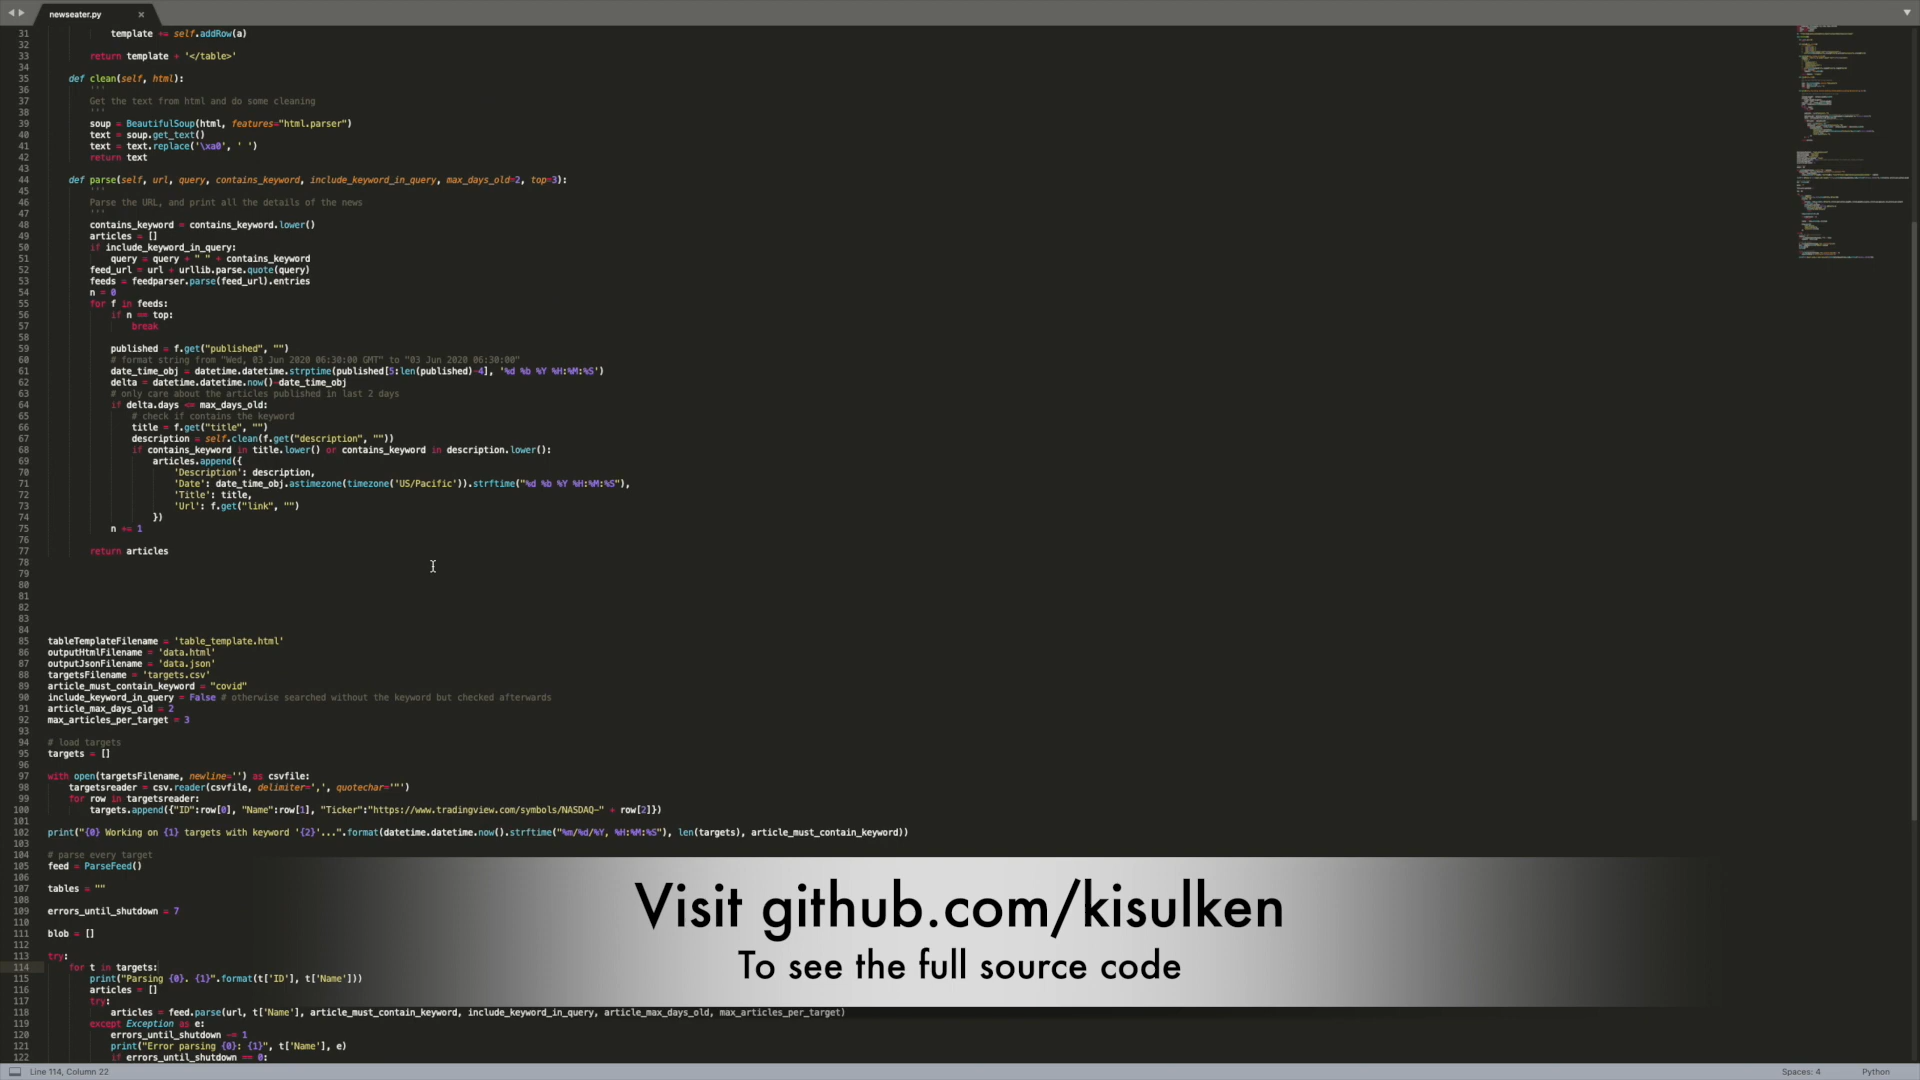 newseater.py
31 template += self.addRow(a)
32
33 return template + '</table>'
34
35 def clean(self, html):
36 '''
37 Get the text from html and do some cleaning
38 '''
39 soup = BeautifulSoup(html, features="html.parser")
40 text = soup.get_text()
41 text = text.replace('\xa0', ' ')
42 return text
43
44 def parse(self, url, query, contains_keyword, include_keyword_in_query, max_days_old=2, top=3):
45 '''
46 Parse the URL, and print all the details of the news
47 '''
48 contains_keyword = contains_keyword.lower()
49 articles = []
50 if include_keyword_in_query:
51 query = query + " " + contains_keyword
52 feed_url = url + urllib.parse.quote(query)
53 feeds = feedparser.parse(feed_url).entries
54 n = 0
55 for f in feeds:
56 if n == top:
57 break
58
59 published = f.get("published", "")
60 # format string from "Wed, 03 Jun 2020 06:30:00 GMT" to "03 Jun 2020 06:30:00"
61 date_time_obj = datetime.datetime.strptime(published[5:len(published)-4], '%d %b %Y %H:%M:%S')
62 delta = datetime.datetime.now()-date_time_obj
63 # only care about the articles published in last 2 days
64 if delta.days <= max_days_old:
65 # check if contains the keyword
66 title = f.get("title", "")
67 description = self.clean(f.get("description", ""))
68 if contains_keyword in title.lower() or contains_keyword in description.lower():
69 articles.append({
70 'Description': description,
71 'Date': date_time_obj.astimezone(timezone('US/Pacific')).strftime("%d %b %Y %H:%M:%S"),
72 'Title': title,
73 'Url': f.get("link", "")
74 })
75 n += 1
76
77 return articles
78
79
80
81
82
83
84
85 tableTemplateFilename = 'table_template.html'
86 outputHtmlFilename = 'data.html'
87 outputJsonFilename = 'data.json'
88 targetsFilename = 'targets.csv'
89 article_must_contain_keyword = "covid"
90 include_keyword_in_query = False # otherwise searched without the keyword but checked afterwards
91 article_max_days_old = 2
92 max_articles_per_target = 3
93
94 # load targets
95 targets = []
96
97 with open(targetsFilename, newline='') as csvfile:
98 targetsreader = csv.reader(csvfile, delimiter=',', quotechar='"')
99 for row in targetsreader:
100 targets.append({"ID":row[0], "Name":row[1], "Ticker":"https://www.tradingview.com/symbols/NASDAQ-" + row[2]})
101
102 print("{0} Working on {1} targets with keyword '{2}'...".format(datetime.datetime.now().strftime("%m/%d/%Y, %H:%M:%S"), len(targets), article_must_contain_keyword))
103
104 # parse every target
105 feed = ParseFeed()
106
107 tables = ""
108
109 errors_until_shutdown = 7
110
111 blob = []
112
113 try:
114 for t in targets:
115 print("Parsing {0}. {1}".format(t['ID'], t['Name']))
116 articles = []
117 try:
118 articles = feed.parse(url, t['Name'], article_must_contain_keyword, include_keyword_in_query, article_max_days_old, max_articles_per_target)
119 except Exception as e:
120 errors_until_shutdown -= 1
121 print("Error parsing {0}: {1}", t['Name'], e)
122 if errors_until_shutdown == 0:
Visit github.com/kisulken
To see the full source code
Line 114, Column 22
Spaces: 4
Python